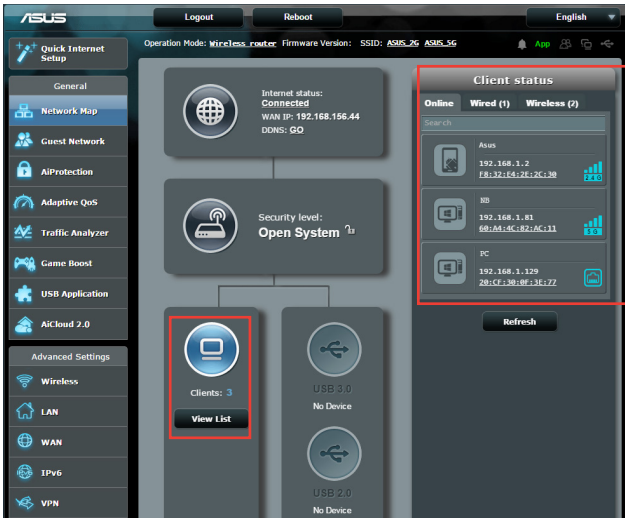 ASUS
Logout
Reboot
English
Quick Internet
Setup
Operation Mode: Wireless router Firmware Version: SSID: ASUS_2G ASUS_5G
App
General
Network Map
Guest Network
AiProtection
Adaptive QoS
Traffic Analyzer
Game Boost
USB Application
AiCloud 2.0
Advanced Settings
Wireless
LAN
WAN
IPv6
VPN
Internet status:
Connected
WAN IP: 192.168.156.44
DDNS: GO
Security level:
Open System
Clients: 3
View List
USB 3.0
No Device
USB 2.0
No Device
Client status
Online Wired (1) Wireless (2)
Search
Asus
192.168.1.2
F8:32:E4:2E:2C:30
2.4G
NB
192.168.1.81
60:A4:4C:82:AC:11
5G
PC
192.168.1.129
20:CF:30:0F:3E:77
Refresh